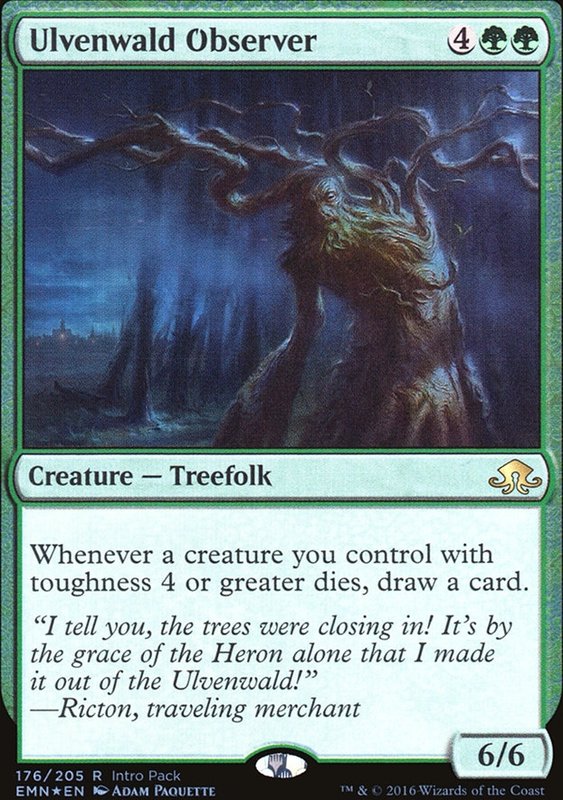 Ulvenwald Observer 4
Creature — Treefolk
Whenever a creature you control with
toughness 4 or greater dies, draw a card.
“I tell you, the trees were closing in! It’s by
the grace of the Heron alone that I made
it out of the Ulvenwald!”
—Ricton, traveling merchant
6/6
176/205 R Intro Pack
EMN★EN Adam Paquette
™ & © 2016 Wizards of the Coast